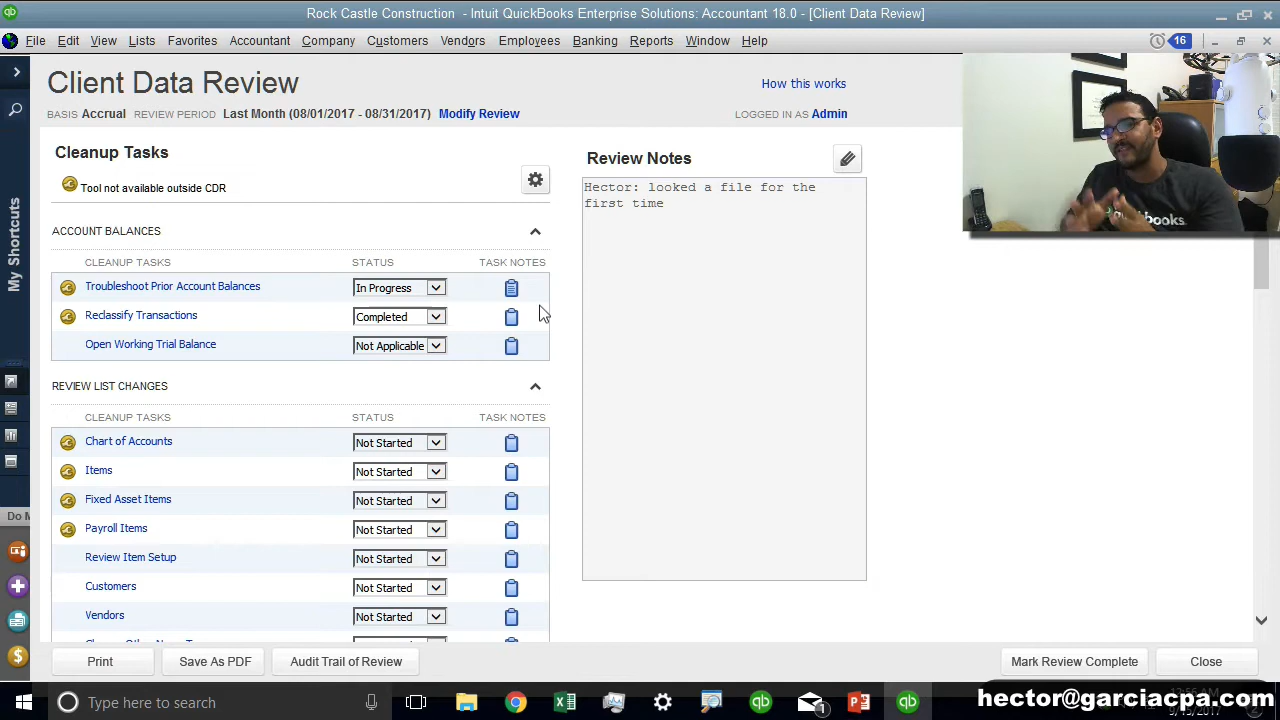 Rock Castle Construction - Intuit QuickBooks Enterprise Solutions: Accountant 18.0 - [Client Data Review]
File Edit View Lists Favorites Accountant Company Customers Vendors Employees Banking Reports Window Help
16
Client Data Review
How this works
BASIS Accrual REVIEW PERIOD Last Month (08/01/2017 - 08/31/2017) Modify Review
LOGGED IN AS Admin
Cleanup Tasks
Tool not available outside CDR
Review Notes
Hector: looked a file for the
first time
quickbooks.
My Shortcuts
Do M
ACCOUNT BALANCES
CLEANUP TASKS STATUS TASK NOTES
Troubleshoot Prior Account Balances In Progress
Reclassify Transactions Completed
Open Working Trial Balance Not Applicable
REVIEW LIST CHANGES
CLEANUP TASKS STATUS TASK NOTES
Chart of Accounts Not Started
Items Not Started
Fixed Asset Items Not Started
Payroll Items Not Started
Review Item Setup Not Started
Customers Not Started
Vendors Not Started
Print Save As PDF Audit Trail of Review Mark Review Complete Close
Type here to search
1
hector@garciacpa.com